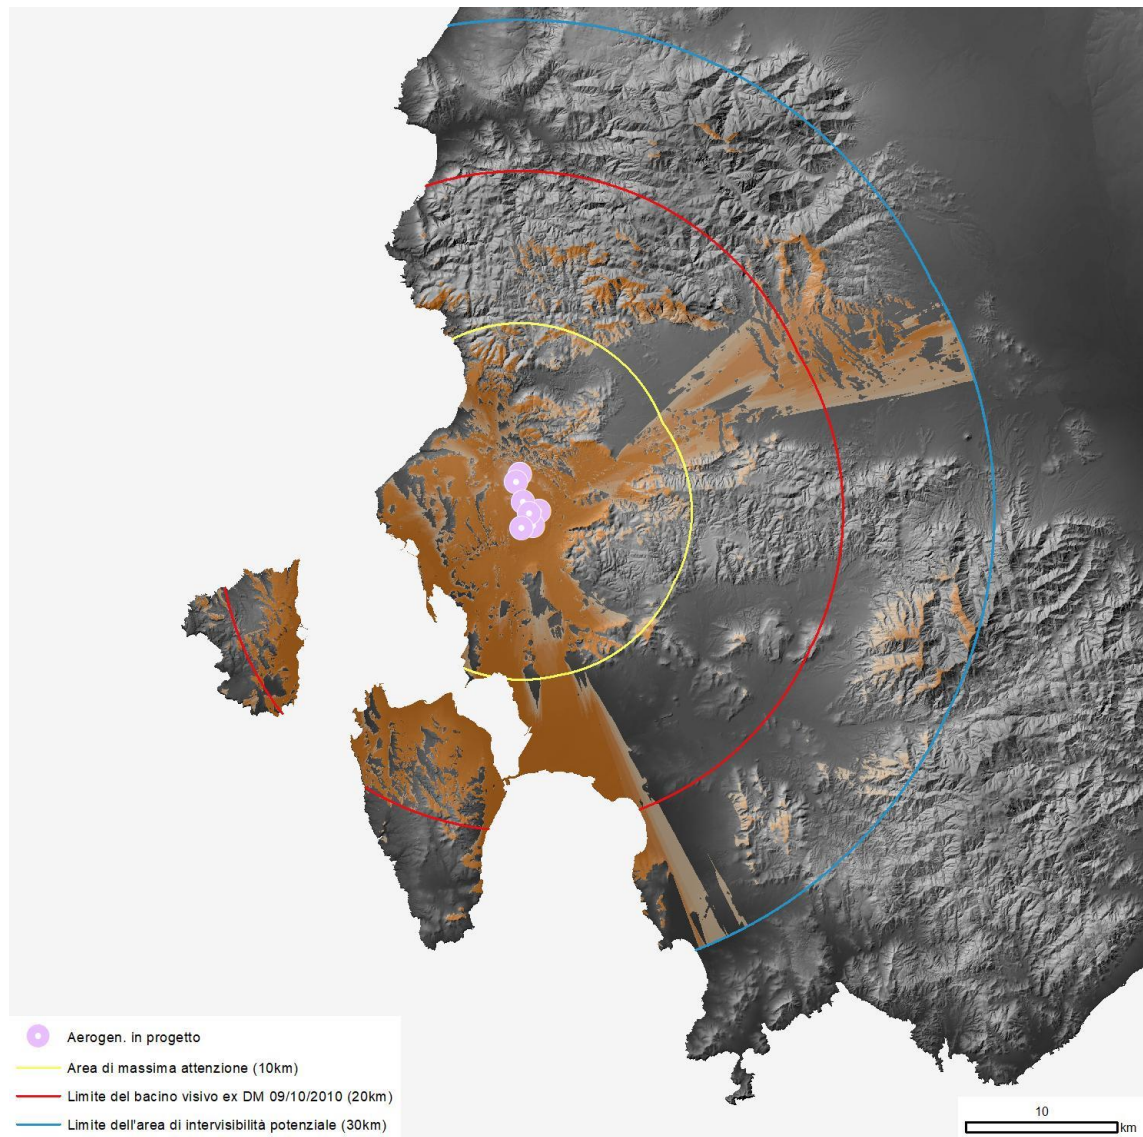 Aerogen. in progetto
Area di massima attenzione (10km)
Limite del bacino visivo ex DM 09/10/2010 (20km)
Limite dell'area di intervisibilità potenziale (30km)
10
km